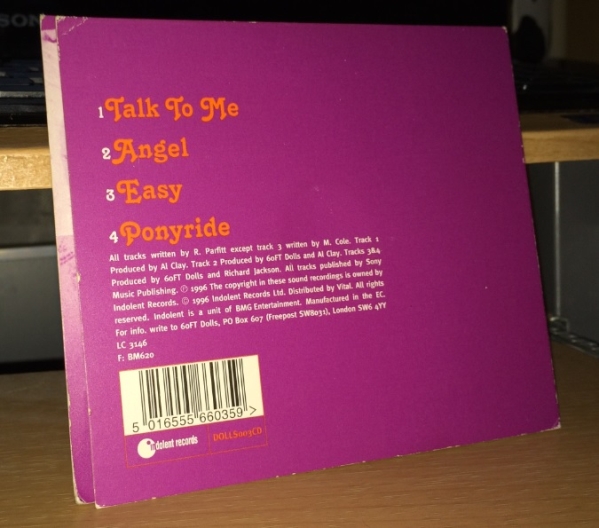 SON
1 Talk To Me
2 Angel
3 Easy
4 Ponyride
All tracks written by R. Parfitt except track 3 written by M. Cole. Track 1
Produced by Al Clay. Track 2 Produced by 60FT Dolls and Al Clay. Tracks 3&4
Produced by 60FT Dolls and Richard Jackson. All tracks published by Sony
Music Publishing. ℗ 1996 The copyright in these sound recordings is owned by
Indolent Records. © 1996 Indolent Records Ltd. Distributed by Vital. All rights
reserved. Indolent is a unit of BMG Entertainment. Manufactured in the EC.
For info. write to 60FT Dolls, PO Box 607 (Freepost SW8031), London SW6 4YY
LC 3146
F: BM620
5 016555 660359 >
indolent records
DOLLS003CD